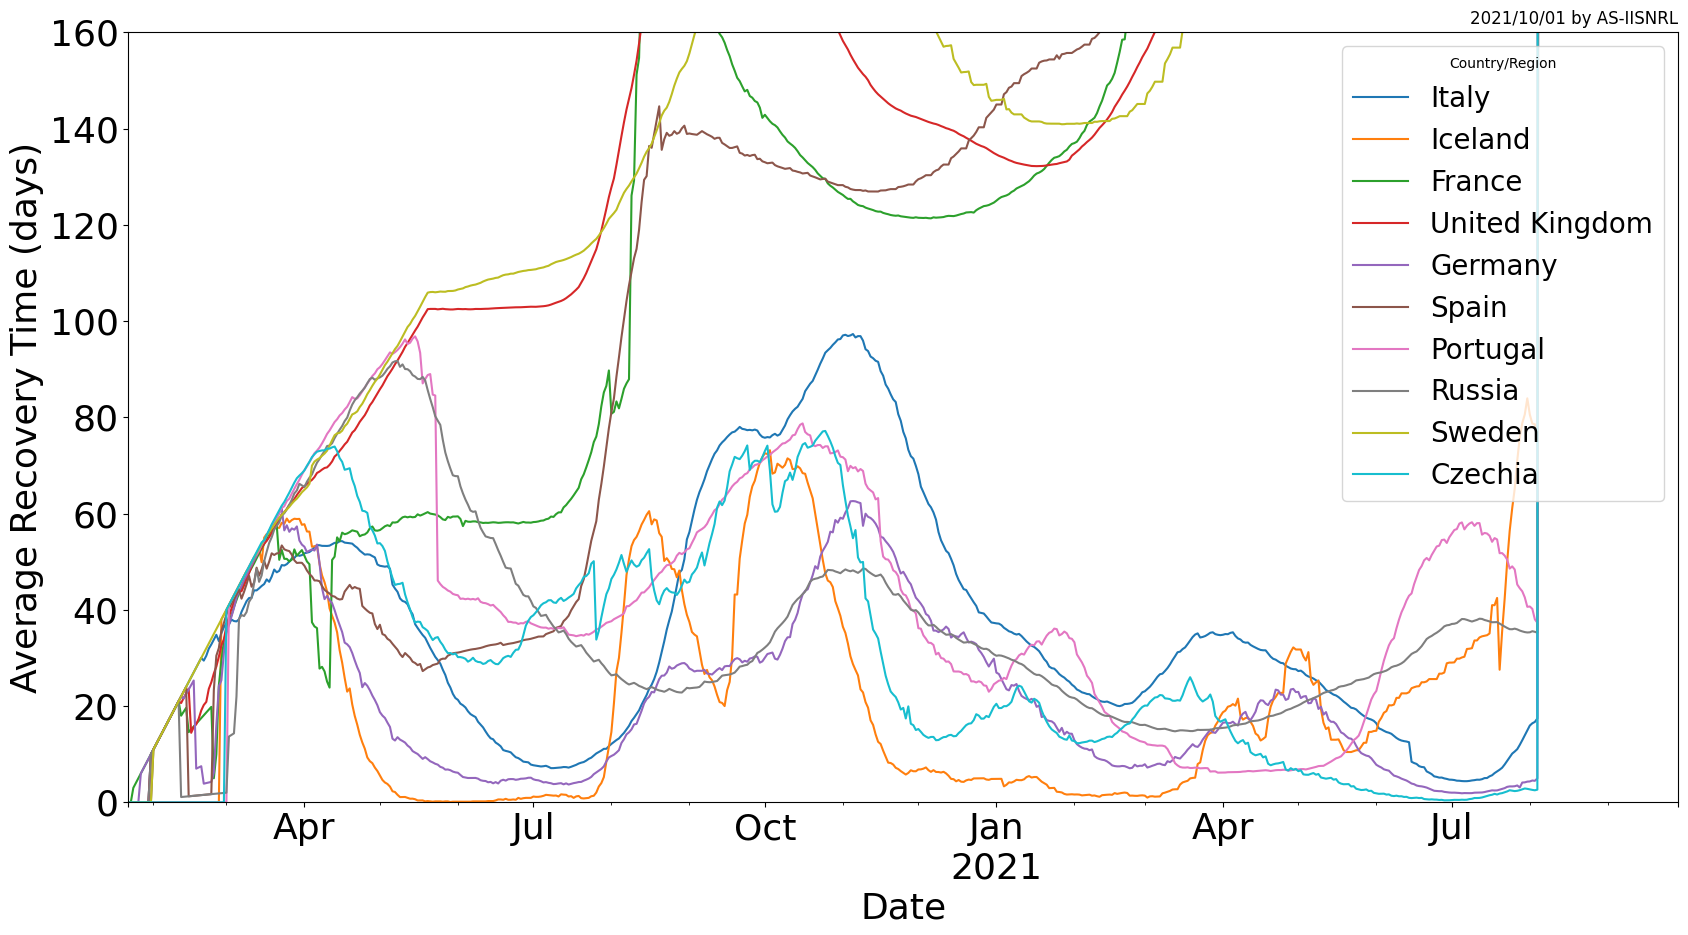 2021/10/01 by AS-IISNRL
160
140
120
100
80
60
40
20
0
Average Recovery Time (days)
Country/Region
Italy
Iceland
France
United Kingdom
Germany
Spain
Portugal
Russia
Sweden
Czechia
Apr
Jul
Oct
Jan
2021
Apr
Jul
Date